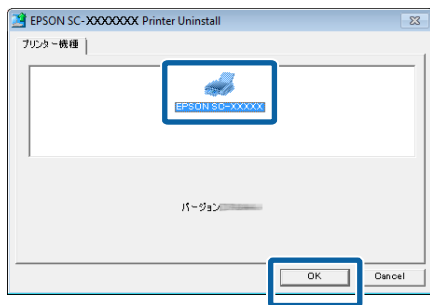 EPSON SC-XXXXXXX Printer Uninstall
プリンター機種
EPSON SC-XXXXX
バージョン
OK
Cancel